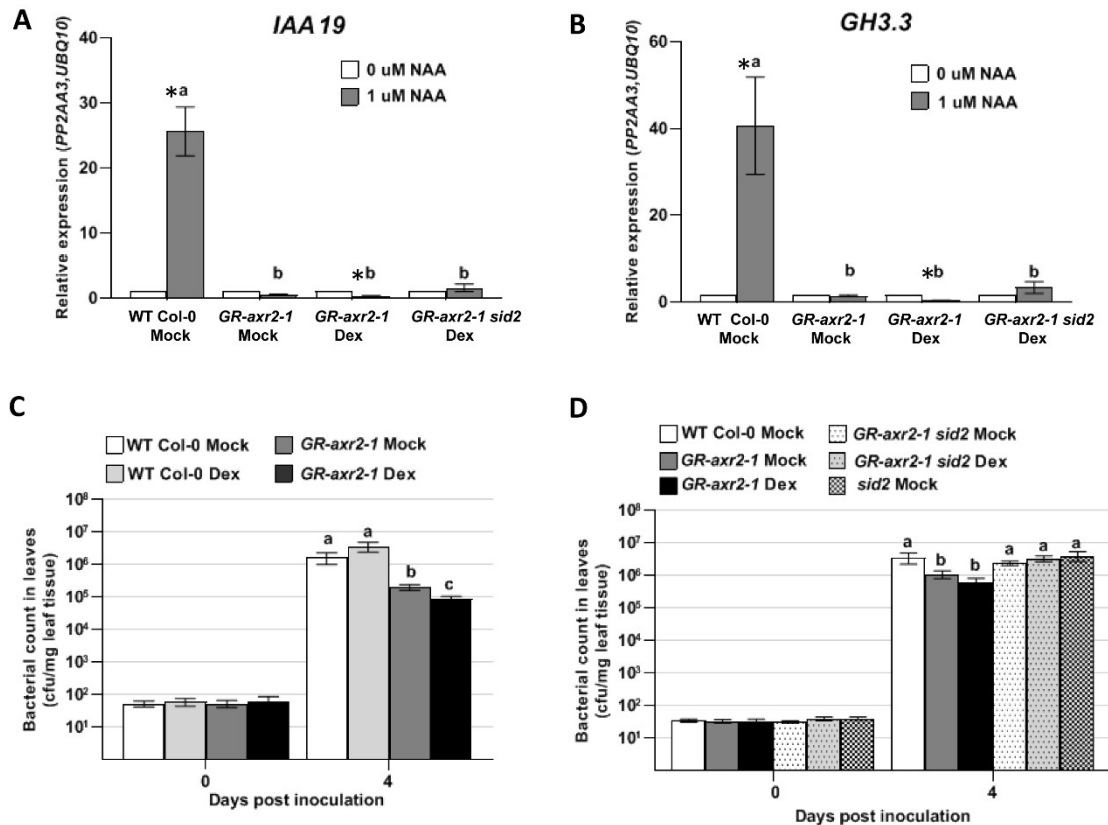 A
IAA19
Relative expression (PP2AA3,UBQ10)
40
30
20
10
0
0 uM NAA
1 uM NAA
*a
b
*b
b
WT Col-0
Mock
GR-axr2-1
Mock
GR-axr2-1
Dex
GR-axr2-1 sid2
Dex
B
GH3.3
Relative expression (PP2AA3,UBQ10)
60
40
20
0
0 uM NAA
1 uM NAA
*a
b
*b
b
WT Col-0
Mock
GR-axr2-1
Mock
GR-axr2-1
Dex
GR-axr2-1 sid2
Dex
C
WT Col-0 Mock
GR-axr2-1 Mock
WT Col-0 Dex
GR-axr2-1 Dex
Bacterial count in leaves
(cfu/mg leaf tissue)
10⁸
10⁷
10⁶
10⁵
10⁴
10³
10²
10¹
a
a
b
c
0
4
Days post inoculation
D
WT Col-0 Mock
GR-axr2-1 sid2 Mock
GR-axr2-1 Mock
GR-axr2-1 sid2 Dex
GR-axr2-1 Dex
sid2 Mock
Bacterial count in leaves
(cfu/mg leaf tissue)
10⁸
10⁷
10⁶
10⁵
10⁴
10³
10²
10¹
a
b
b
a
a
a
0
4
Days post inoculation